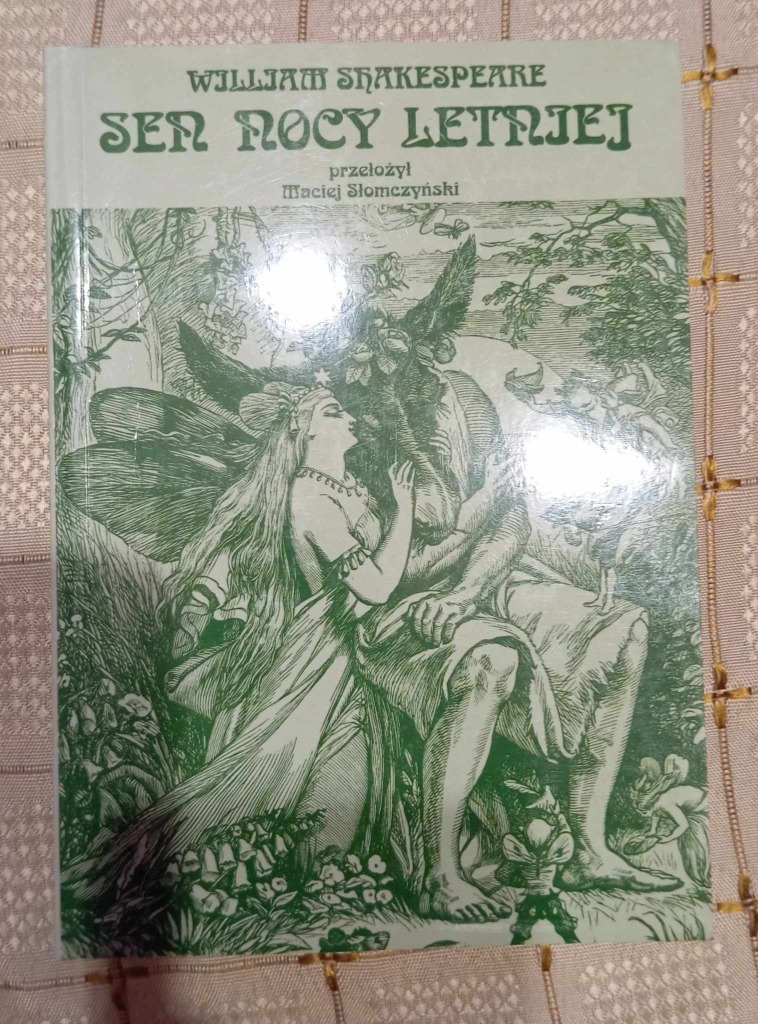 WILLIAM SHAKESPEARE
SEN NOCY LETNIEJ
przełożył
Maciej Słomczyński